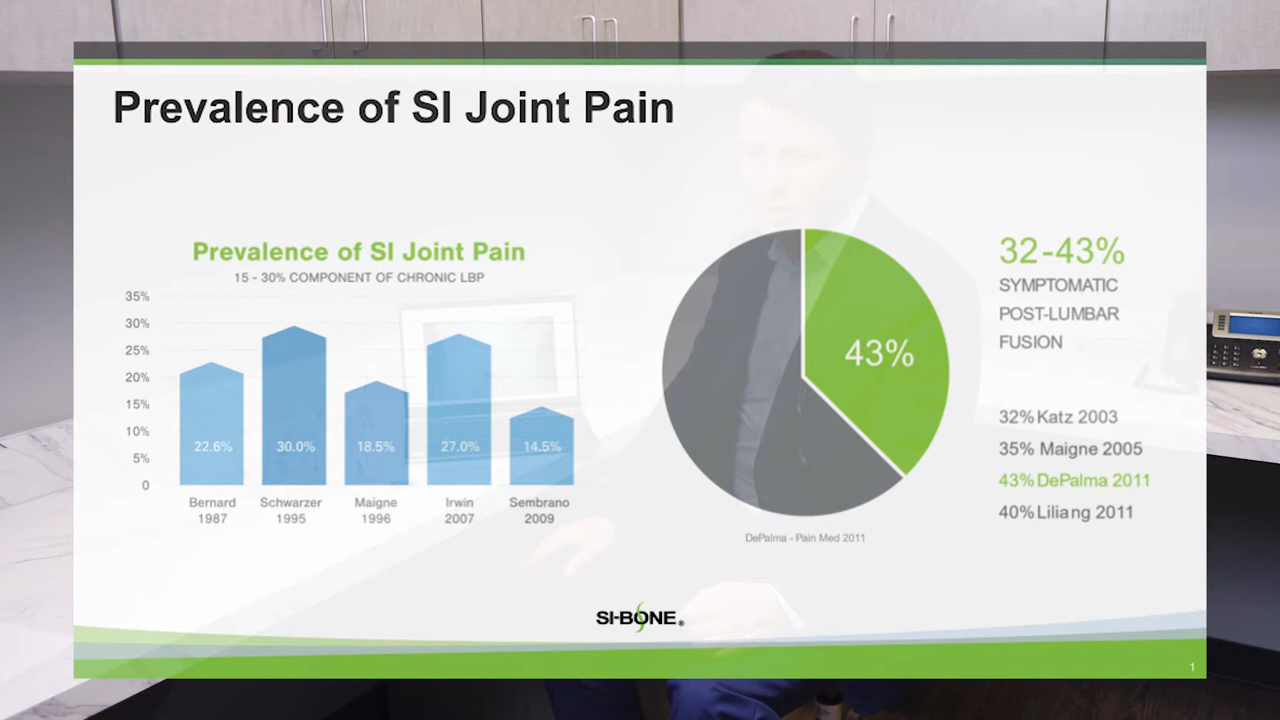 Prevalence of SI Joint Pain
Prevalence of SI Joint Pain
15 - 30% COMPONENT OF CHRONIC LBP
35%
30%
25%
20%
15%
10%
5%
0
22.6%
30.0%
18.5%
27.0%
14.5%
Bernard
1987
Schwarzer
1995
Maigne
1996
Irwin
2007
Sembrano
2009
43%
DePalma - Pain Med 2011
32-43%
SYMPTOMATIC
POST-LUMBAR
FUSION
32% Katz 2003
35% Maigne 2005
43% DePalma 2011
40% Liliang 2011
SI-BONE®
1